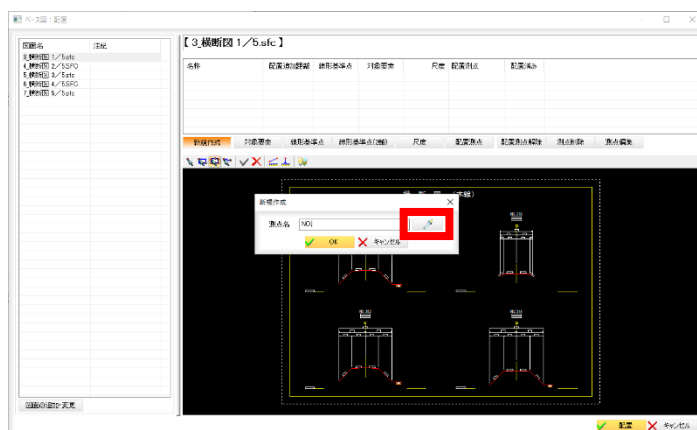 ベース図：配置
図面名 注記
3_横断図 1／5.sfc
4_横断図 2／5.SFC
5_横断図 3／5.sfc
6_横断図 4／5.SFC
7_横断図 5／5.sfc
図面の追加・変更
【 3_横断図 1／5.sfc 】
名称 配置追加距離 線形基準点 対象要素 尺度 配置測点 配置済み
新規作成 対象要素 線形基準点 線形基準点(連動) 尺度 配置測点 配置測点解除 測点削除 測点編集
横 断 図 (本線)
新規作成
測点名 NO
OK キャンセル
配置 キャンセル